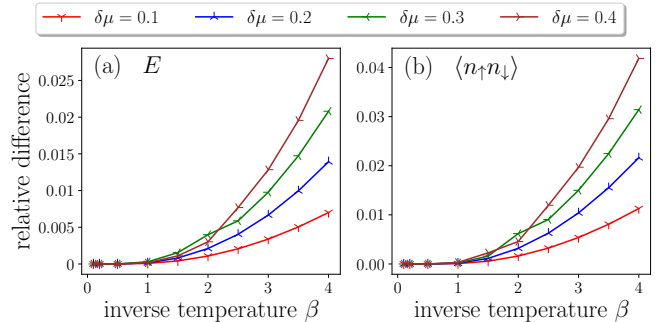 δμ = 0.1 δμ = 0.2 δμ = 0.3 δμ = 0.4
(a) E
(b) ⟨n↑n↓⟩
relative difference
0.025
0.02
0.015
0.01
0.005
0
0.04
0.03
0.02
0.01
0.00
0 1 2 3 4
0 1 2 3 4
inverse temperature β
inverse temperature β